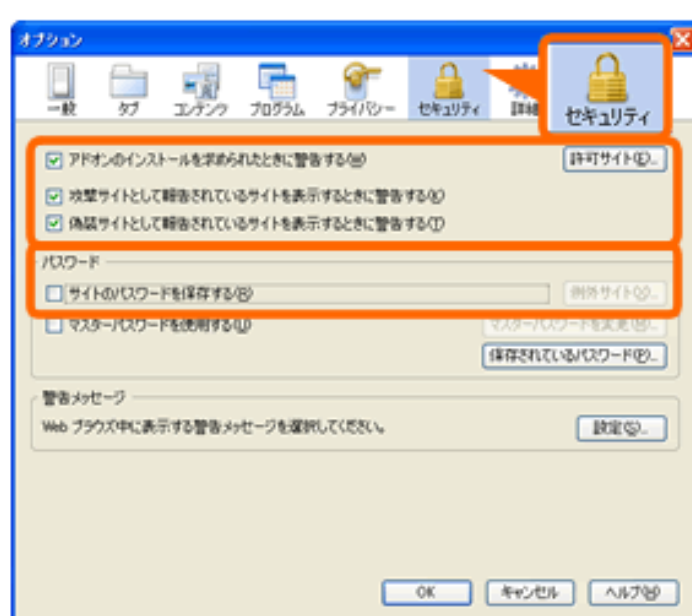 オプション
一般 タブ コンテンツ プログラム プライバシー セキュリティ 詳細 セキュリティ
アドオンのインストールを求められたときに警告する(W) 許可サイト(E)...
攻撃サイトとして報告されているサイトを表示するときに警告する(K)
偽装サイトとして報告されているサイトを表示するときに警告する(T)
パスワード
サイトのパスワードを保存する(R) 例外サイト(X)...
マスターパスワードを使用する(U) マスターパスワードを変更(M)...
保存されているパスワード(P)...
警告メッセージ
Web ブラウズ中に表示する警告メッセージを選択してください。 設定(S)...
OK キャンセル ヘルプ(H)